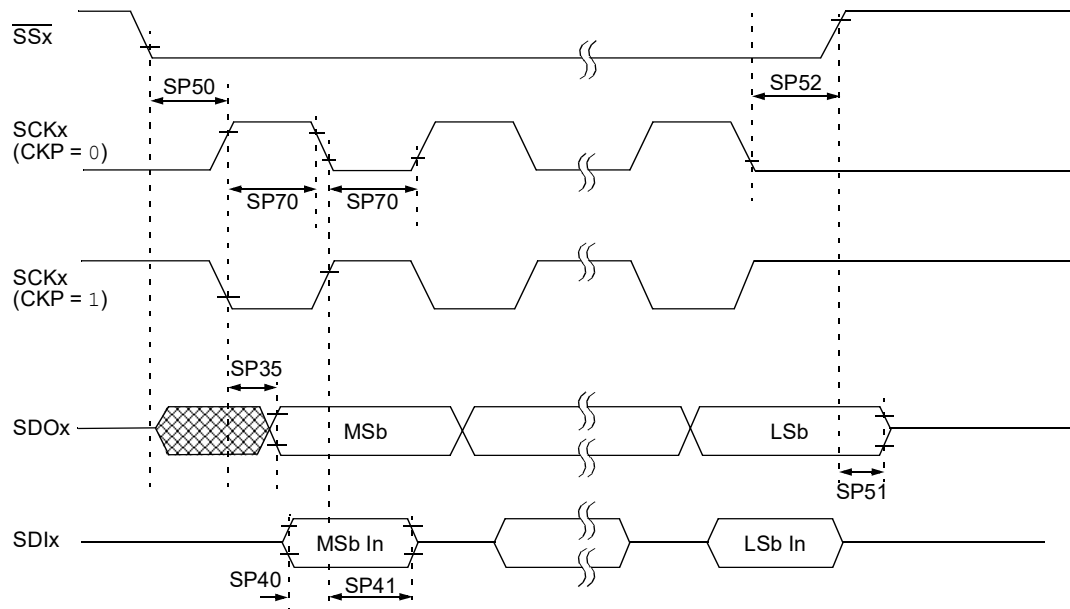 SSx
SP50
SP52
SCKx
(CKP = 0)
SP70
SP70
SCKx
(CKP = 1)
SP35
SDOx
MSb
LSb
SP51
SDIx
MSb In
LSb In
SP40
SP41